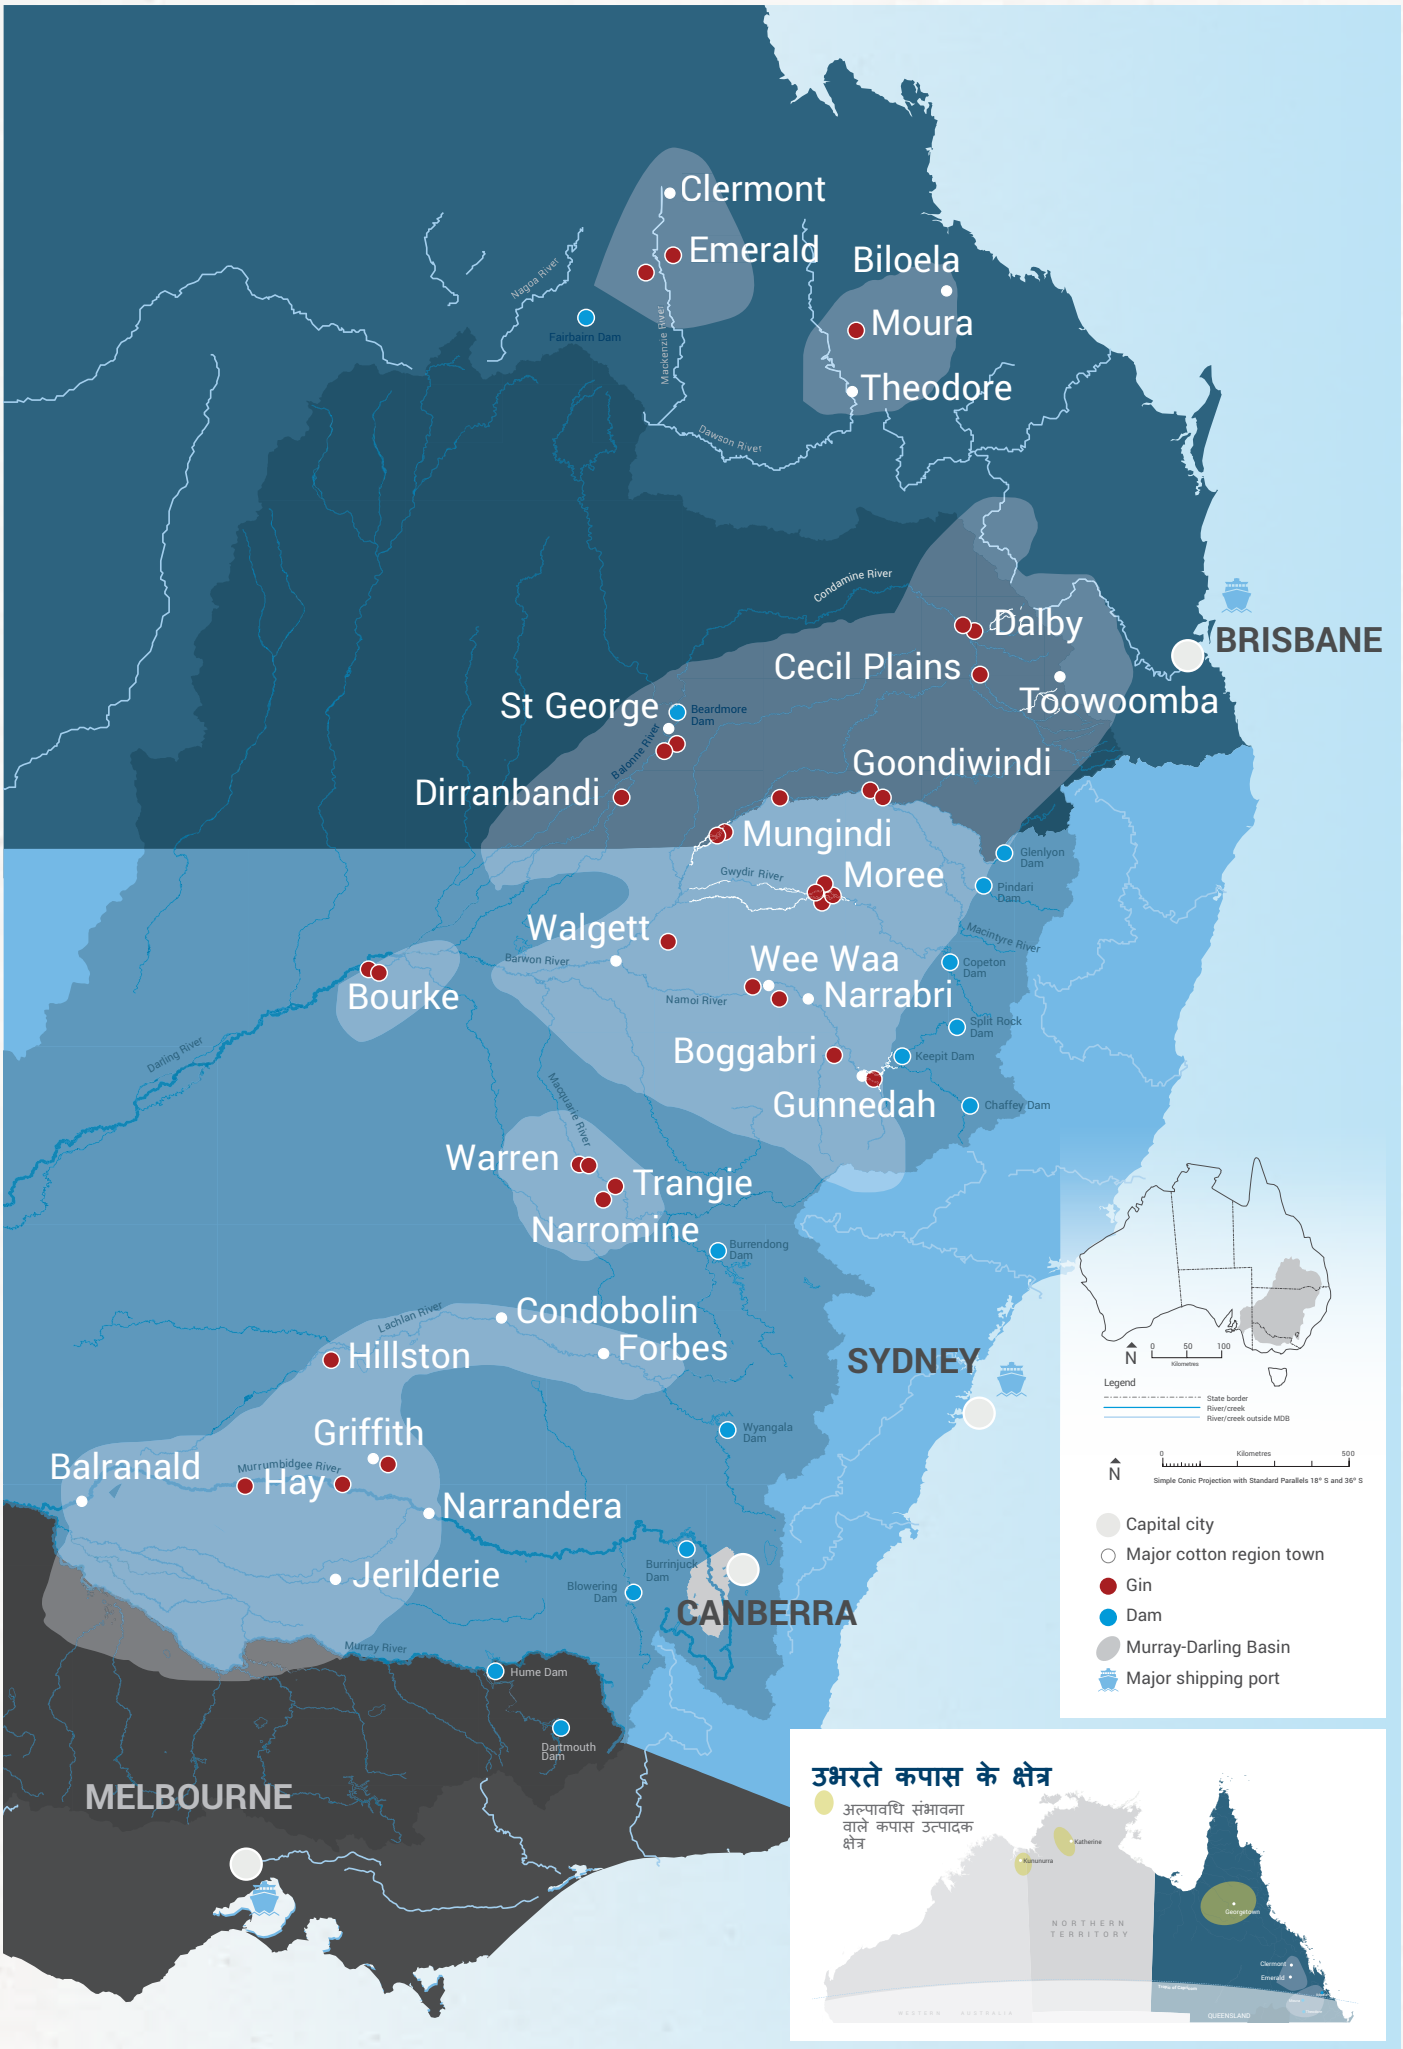 Clermont
Emerald
Biloela
Nagoa River
Moura
Mackenzie River
Fairbairn Dam
Theodore
Dawson River
Condamine River
Dalby
BRISBANE
Cecil Plains
Toowoomba
St George
Beardmore
Dam
Balonne River
Goondiwindi
Dirranbandi
Mungindi
Glenlyon
Dam
Gwydir River
Moree
Pindari
Dam
Walgett
Macintyre River
Barwon River
Wee Waa
Copeton
Dam
Bourke
Namoi River
Narrabri
Split Rock
Dam
Darling River
Boggabri
Keepit Dam
Macquarie River
Gunnedah
Chaffey Dam
Warren
Trangie
Narromine
Burrendong
Dam
Lachlan River
Condobolin
Forbes
Hillston
SYDNEY
Griffith
Wyangala
Dam
Balranald
Murrumbidgee River
Hay
Narrandera
Jerilderie
Burrinjuck
Dam
Blowering
Dam
CANBERRA
Murray River
Hume Dam
Dartmouth
Dam
MELBOURNE
N
0 50 100
Kilometres
Legend
State border
River/creek
River/creek outside MDB
N
0 Kilometres 500
Simple Conic Projection with Standard Parallels 18° S and 36° S
Capital city
Major cotton region town
Gin
Dam
Murray-Darling Basin
Major shipping port
उभरते कपास के क्षेत्र
अल्पावधि संभावना
वाले कपास उत्पादक
क्षेत्र
Katherine
Kununurra
Georgetown
NORTHERN
TERRITORY
Clermont
Emerald
WESTERN AUSTRALIA
QUEENSLAND